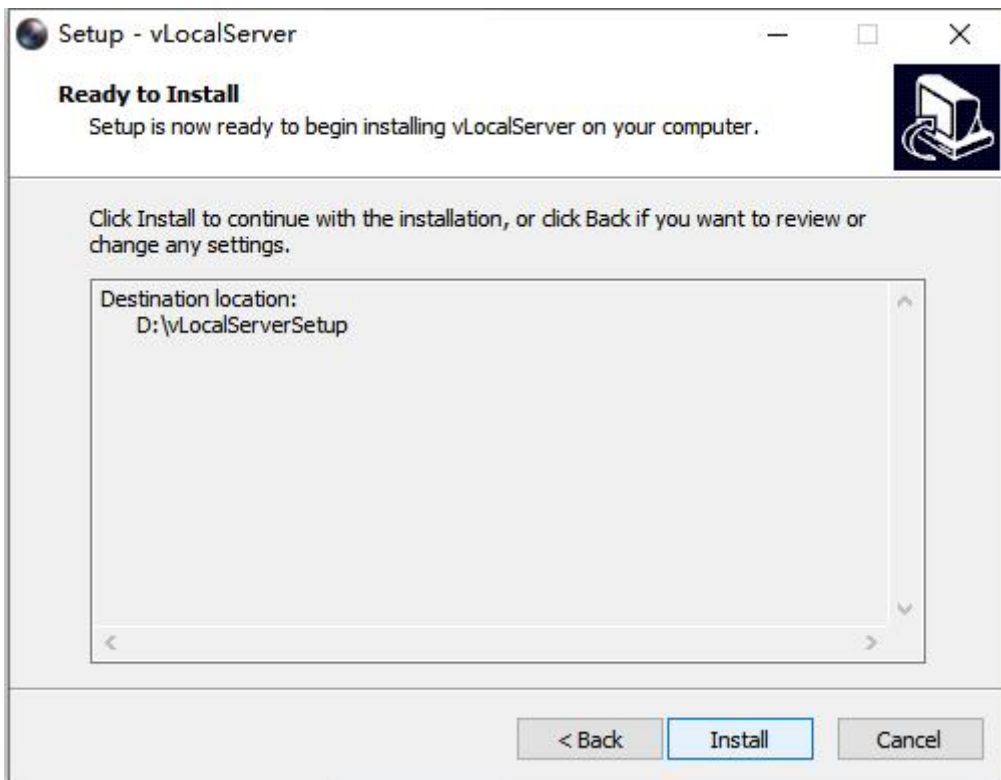 Setup - vLocalServer
Ready to Install
Setup is now ready to begin installing vLocalServer on your computer.
Click Install to continue with the installation, or click Back if you want to review or
change any settings.
Destination location:
D:\vLocalServerSetup
< Back
Install
Cancel